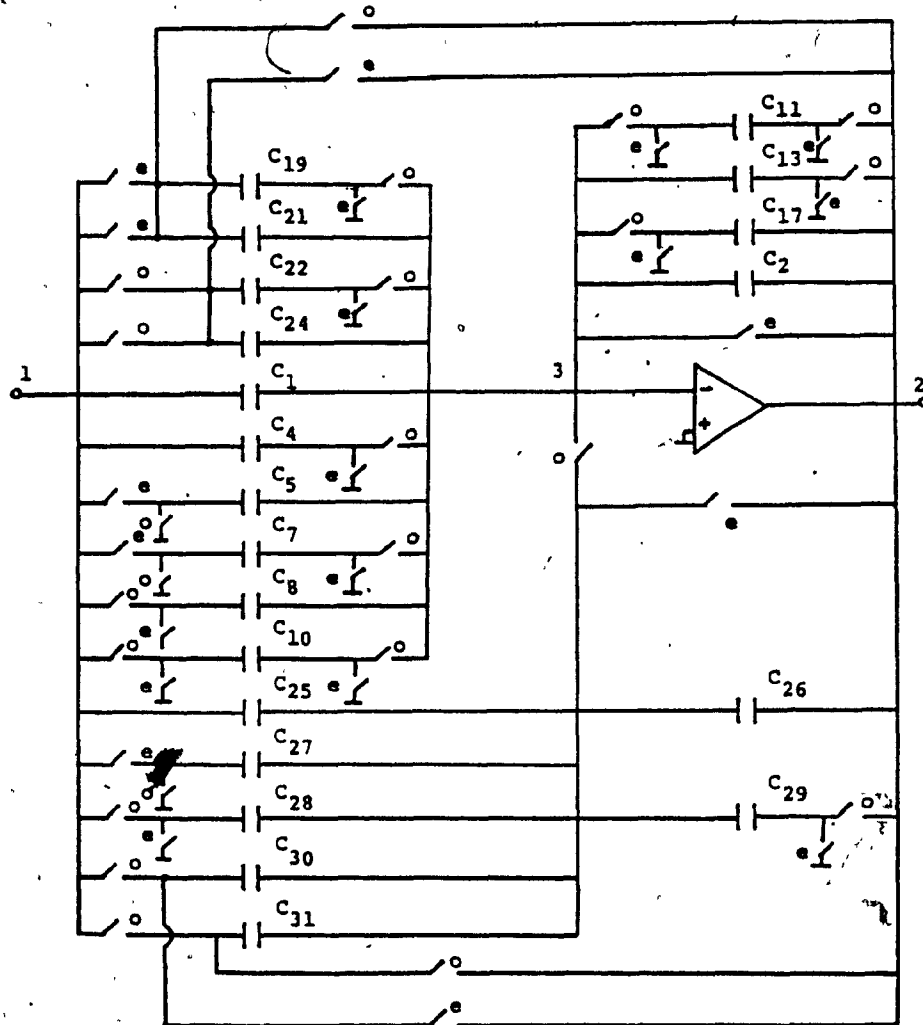 o
e
C11 o
o
e e
C13 o
e C19 o
e
e
C17
C21 o
e
e
o C22 o
C2
e
o C24
e
1 C1 3
-
2
+
C4 o
o
e
e C5
e
o
e C7 o
o e
o C8
e
o C10 o
e e
C25 C26
e C27
o
o C28 C29 o
e e
o C30
o C31
o
e